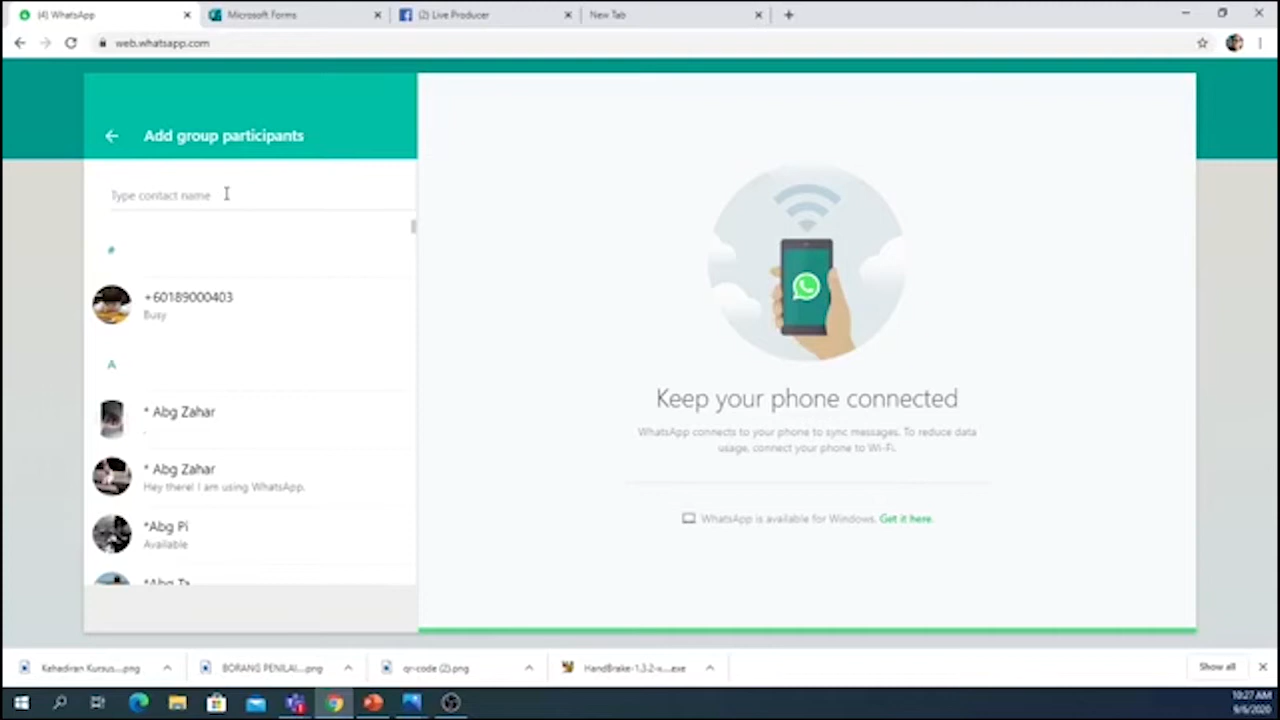 (4) WhatsApp
Microsoft Forms
(2) Live Producer
New Tab
web.whatsapp.com
Add group participants
Type contact name
#
+60189000403
Busy
A
* Abg Zahar
.
* Abg Zahar
Hey there! I am using WhatsApp.
*Abg Pi
Available
*Abg Ta
Keep your phone connected
WhatsApp connects to your phone to sync messages. To reduce data
usage, connect your phone to Wi-Fi.
WhatsApp is available for Windows. Get it here.
Kehadiran Kursus....png
BORANG PENILAI....png
qr-code (2).png
HandBrake-1.3.2-x....exe
Show all
10:27 AM
9/6/2020